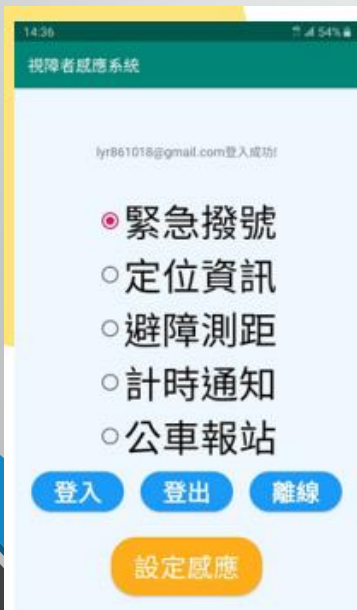 14:36 54%
視障者感應系統
lyr861018@gmail.com登入成功!
緊急撥號
定位資訊
避障測距
計時通知
公車報站
登入 登出 離線
設定感應